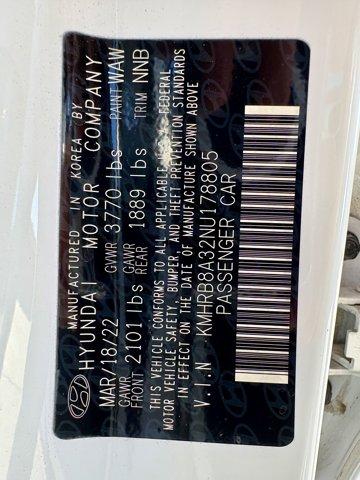 MANUFACTURED IN KOREA BY
HYUNDAI MOTOR COMPANY
MAR/18/22 GVWR 3770 lbs PAINT WAW
GAWR FRONT 2101 lbs GAWR REAR 1889 lbs TRIM NNB
THIS VEHICLE CONFORMS TO ALL APPLICABLE FEDERAL
MOTOR VEHICLE SAFETY, BUMPER, AND THEFT PREVENTION STANDARDS
IN EFFECT ON THE DATE OF MANUFACTURE SHOWN ABOVE
V.I.N. KMHRB8A32NU178805
PASSENGER CAR